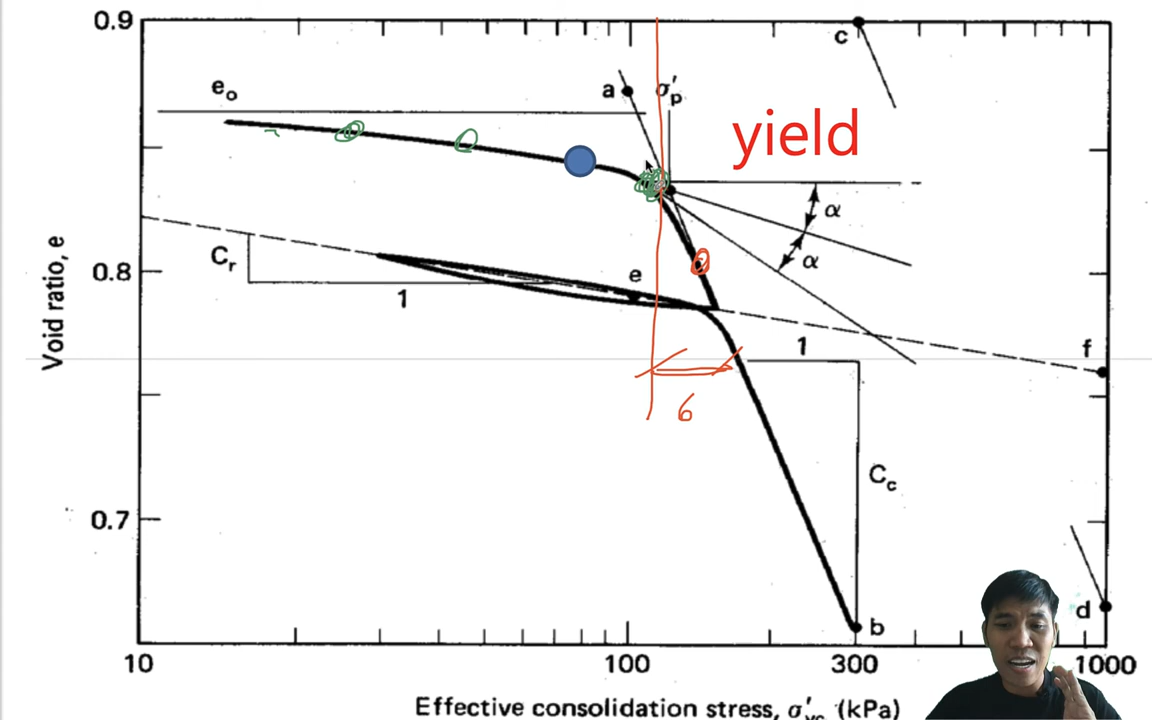 0.9
c
e₀
a
σ′p
yield
α
α
Cr
1
e
0.8
Void ratio, e
1
f
6
Cc
0.7
d
b
10
100
300
1000
Effective consolidation stress, σ′vc (kPa)